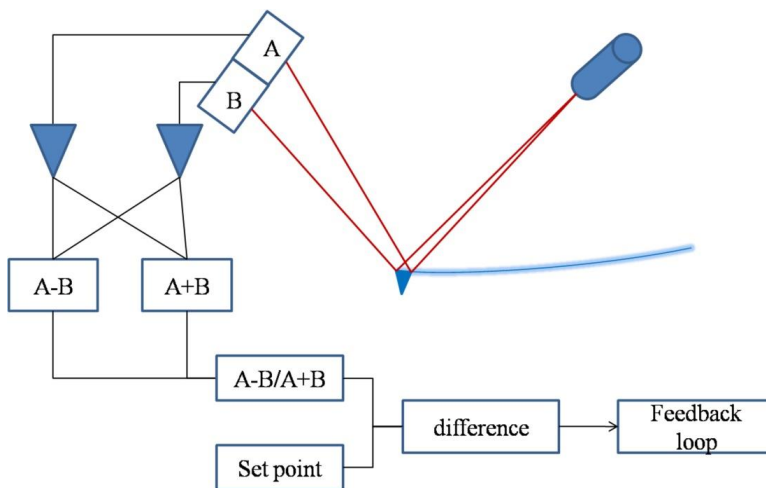 A
B
A-B
A+B
A-B/A+B
Set point
difference
Feedback
loop